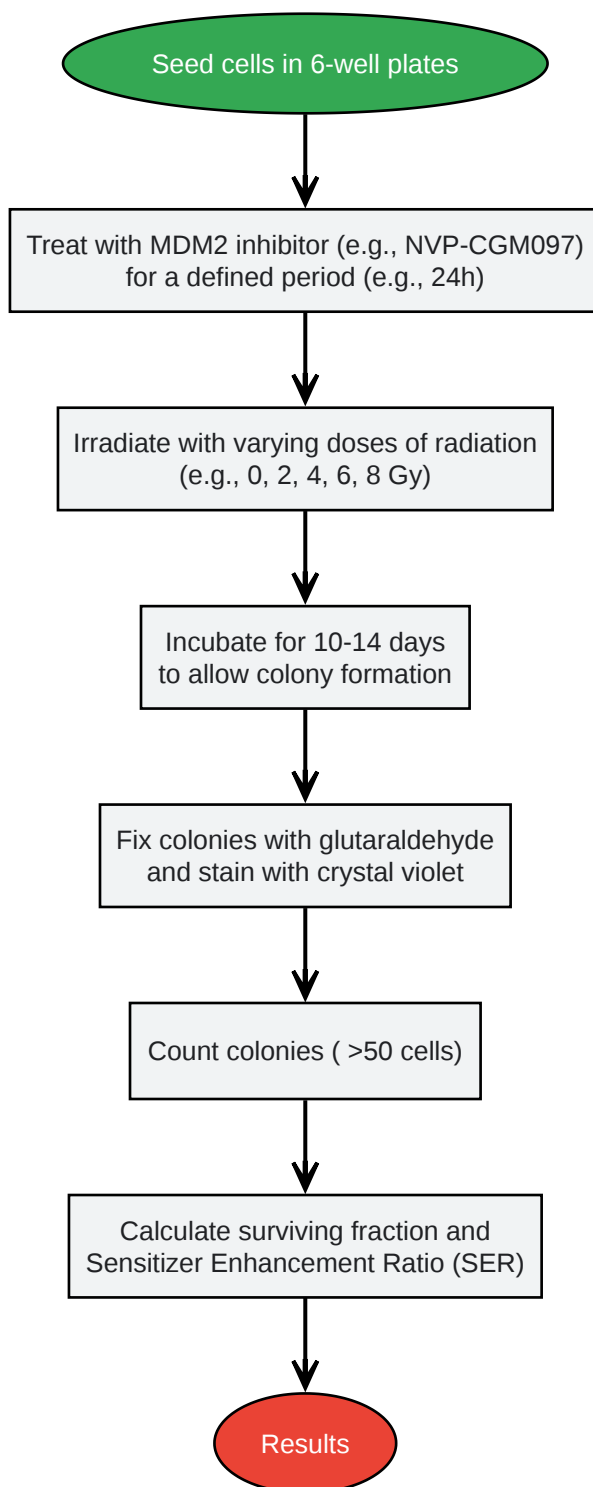 Seed cells in 6-well plates
Treat with MDM2 inhibitor (e.g., NVP-CGM097)
for a defined period (e.g., 24h)
Irradiate with varying doses of radiation
(e.g., 0, 2, 4, 6, 8 Gy)
Incubate for 10-14 days
to allow colony formation
Fix colonies with glutaraldehyde
and stain with crystal violet
Count colonies ( >50 cells)
Calculate surviving fraction and
Sensitizer Enhancement Ratio (SER)
Results